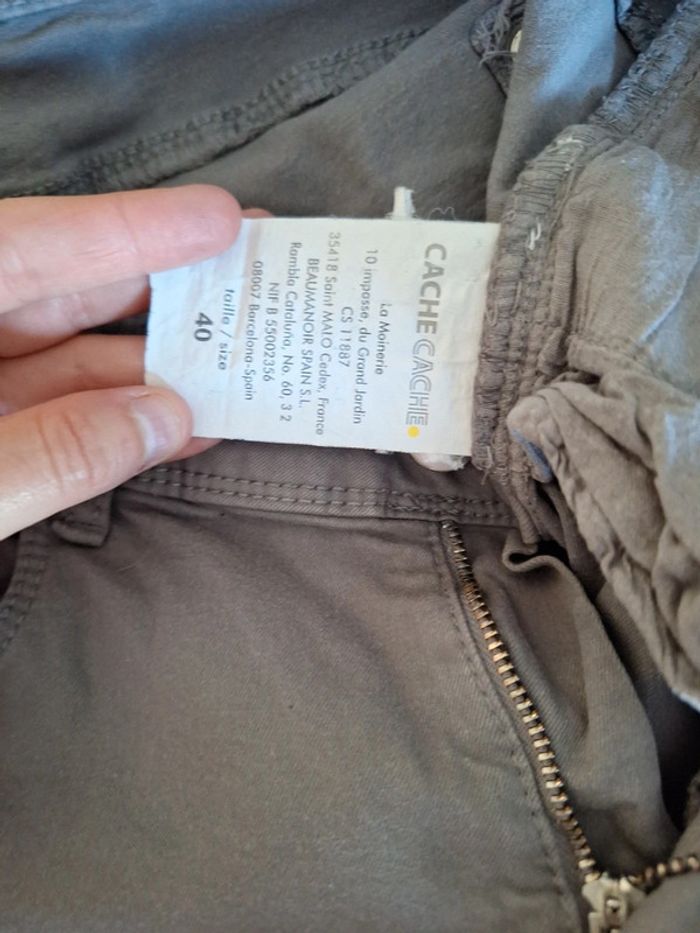 CACHE CACHE
La Moinerie
10 impasse, du Grand Jardin
CS 11887
35418 Saint MALO Cedex, France
BEAUMANOIR SPAIN S.L.
Rambla Cataluña, No. 60, 3 2
NIF B 55002356
08007 Barcelona-Spain
taille / size
40